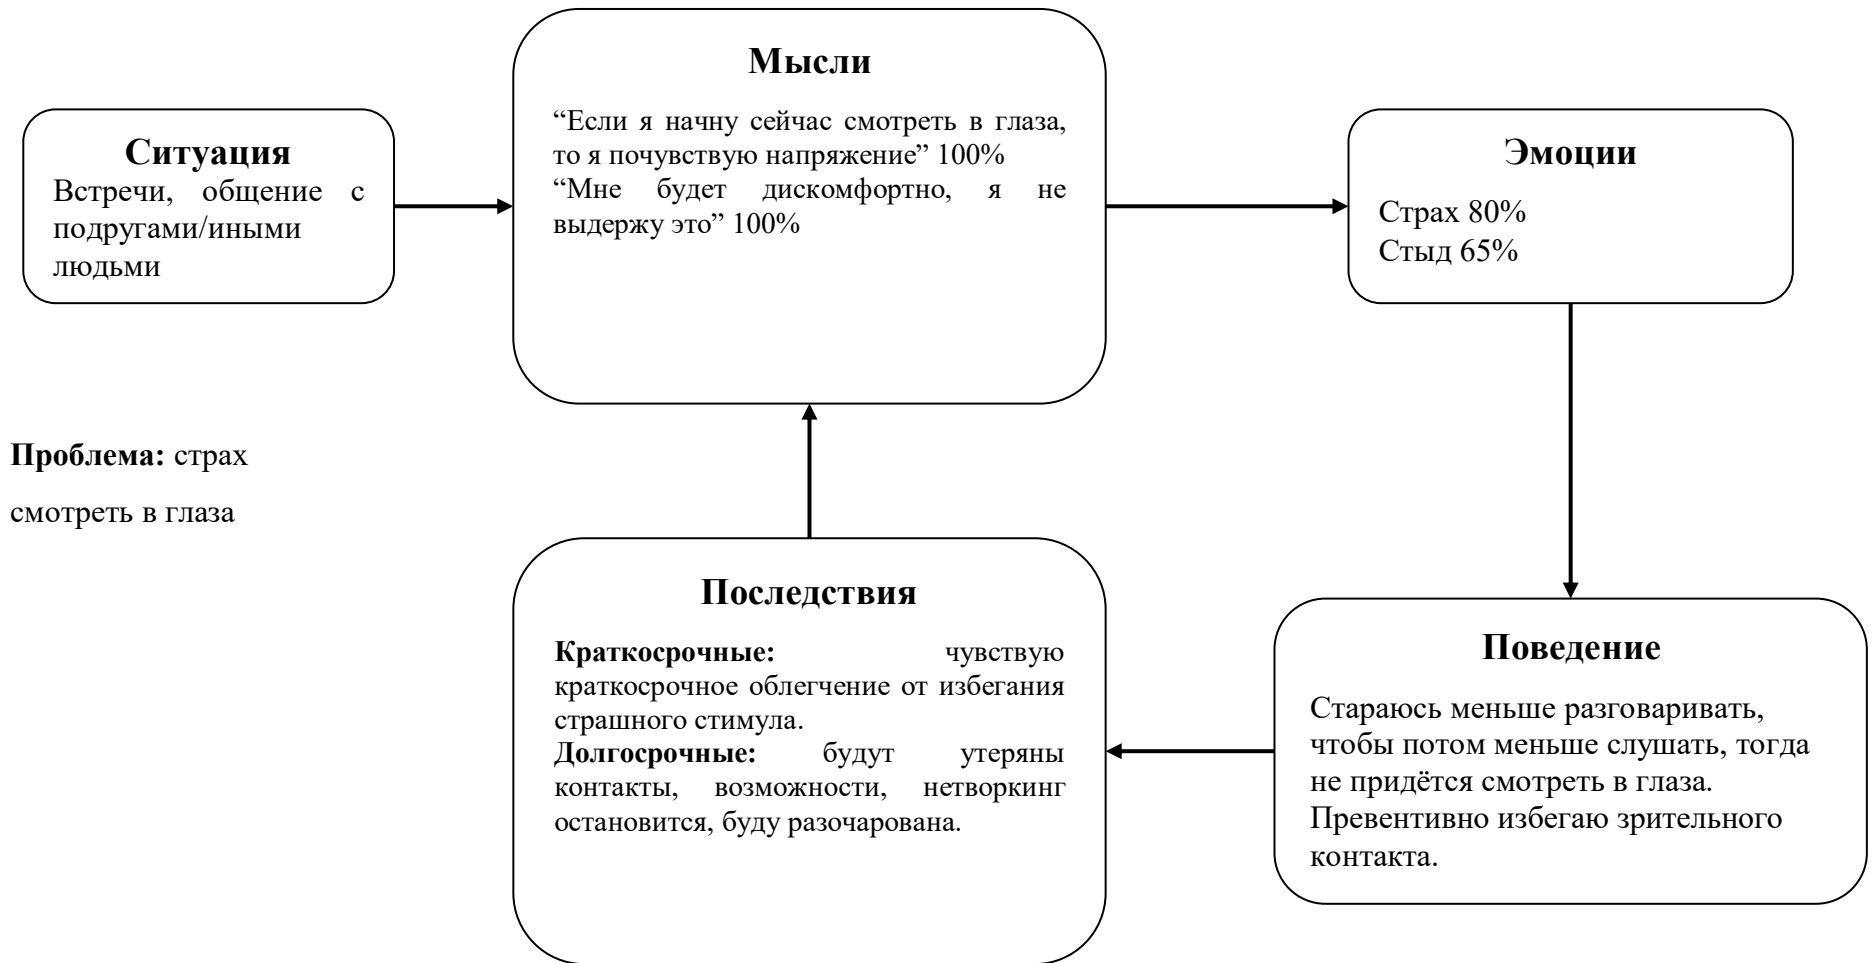 Мысли
“Если я начну сейчас смотреть в глаза,
то я почувствую напряжение” 100%
“Мне будет дискомфортно, я не
выдержу это” 100%
Ситуация
Встречи, общение с
подругами/иными
людьми
Эмоции
Страх 80%
Стыд 65%
Проблема: страх
смотреть в глаза
Последствия
Краткосрочные: чувствую
краткосрочное облегчение от избегания
страшного стимула.
Долгосрочные: будут утеряны
контакты, возможности, нетворкинг
остановится, буду разочарована.
Поведение
Стараюсь меньше разговаривать,
чтобы потом меньше слушать, тогда
не придётся смотреть в глаза.
Превентивно избегаю зрительного
контакта.